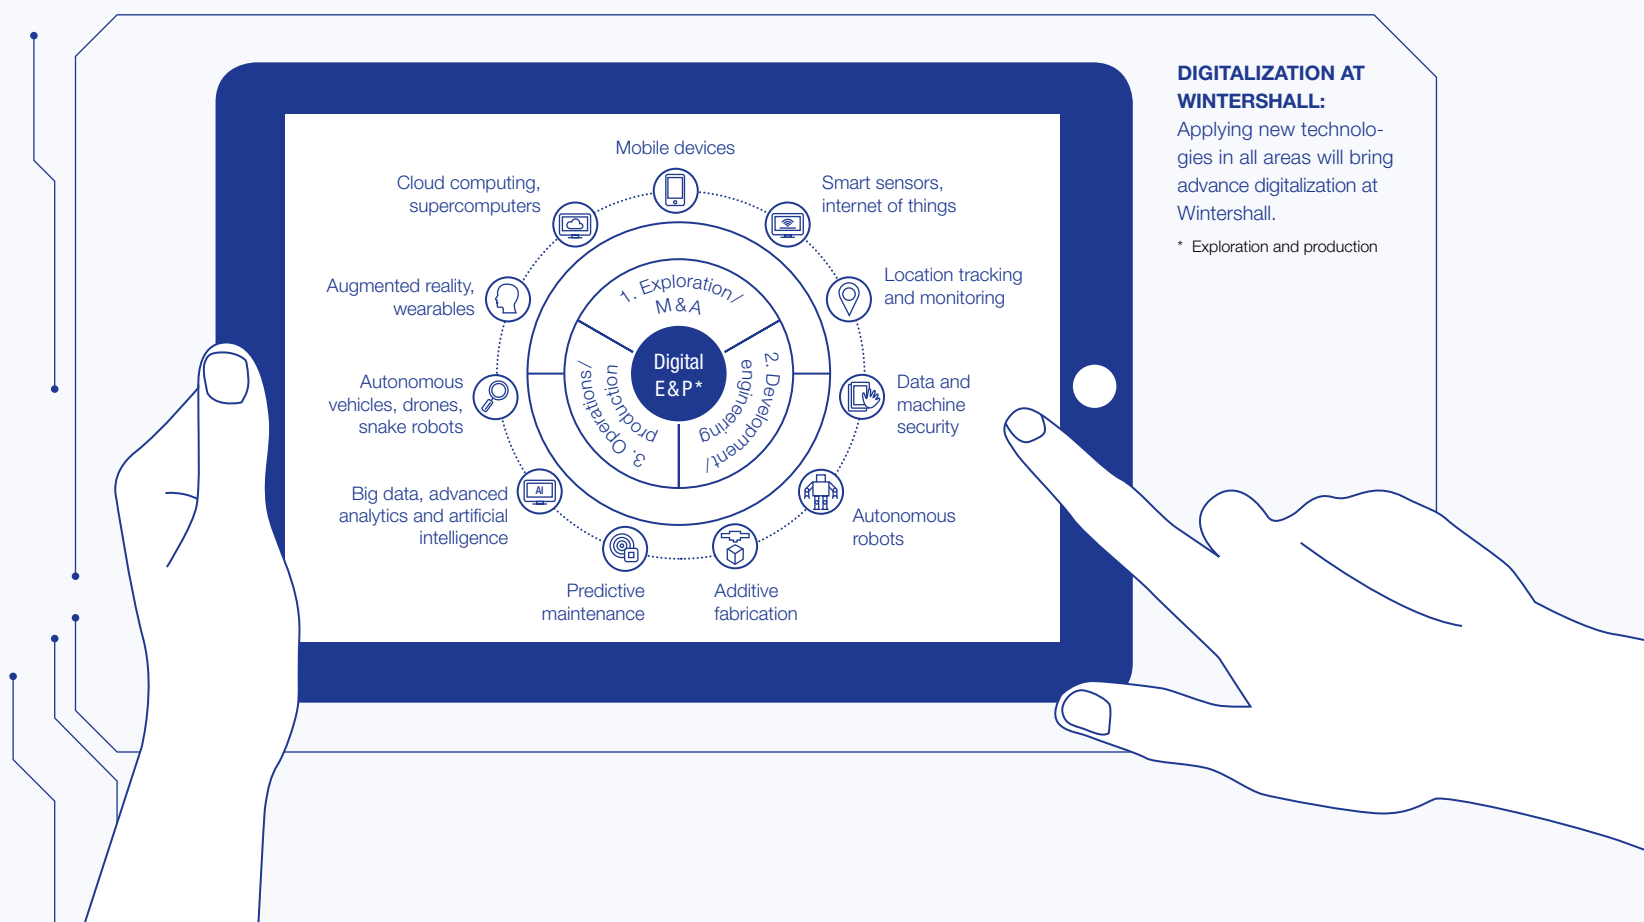 DIGITALIZATION AT
WINTERSHALL:
Applying new technolo-
gies in all areas will bring
advance digitalization at
Wintershall.
* Exploration and production
Mobile devices
Smart sensors,
internet of things
Location tracking
and monitoring
Data and
machine
security
Autonomous
robots
Additive
fabrication
Predictive
maintenance
Big data, advanced
analytics and artificial
intelligence
AI
Autonomous
vehicles, drones,
snake robots
Augmented reality,
wearables
Cloud computing,
supercomputers
1. Exploration/
M & A
2. Development/
engineering
3. Operations/
production
Digital
E & P *